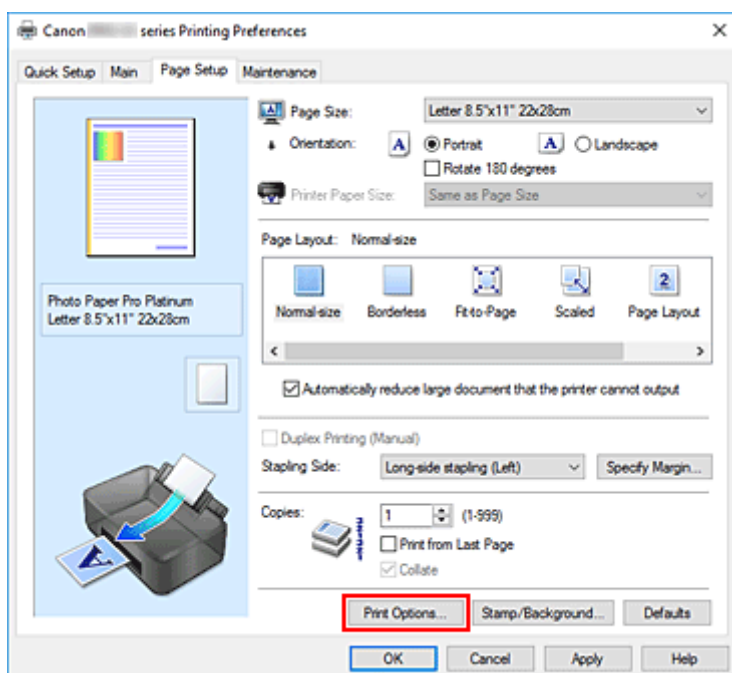 Canon series Printing Preferences
Quick Setup Main Page Setup Maintenance
Page Size: Letter 8.5"x11" 22x28cm
Orientation: A Portrait A Landscape
Rotate 180 degrees
Printer Paper Size: Same as Page Size
Page Layout: Normal-size
2
Normal-size Borderless Fit-to-Page Scaled Page Layout
Photo Paper Pro Platinum
Letter 8.5"x11" 22x28cm
Automatically reduce large document that the printer cannot output
Duplex Printing (Manual)
Stapling Side: Long-side stapling (Left) Specify Margin...
Copies: 1 (1-999)
Print from Last Page
Collate
A
Print Options... Stamp/Background... Defaults
OK Cancel Apply Help